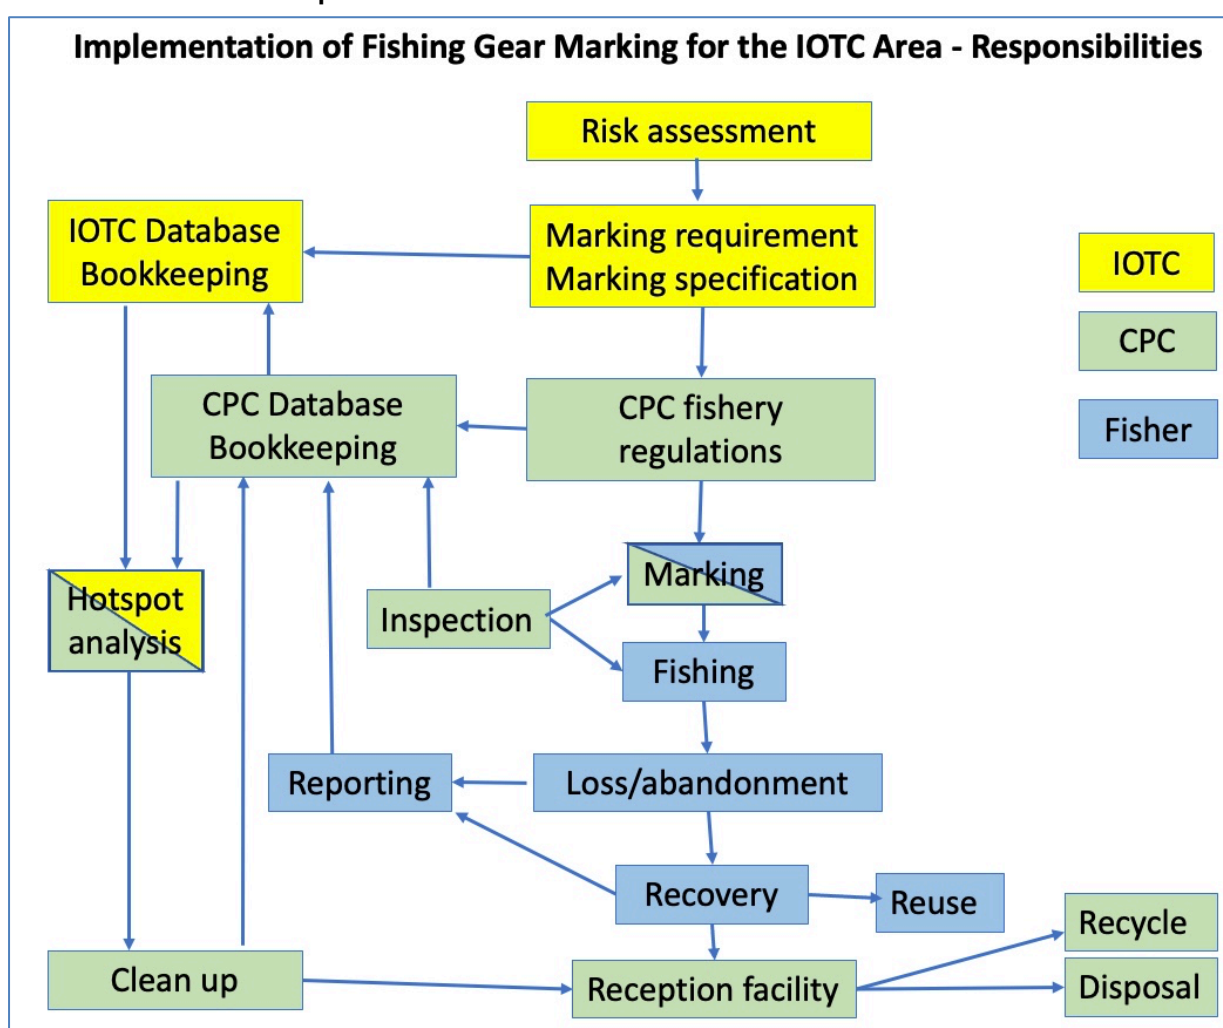 Implementation of Fishing Gear Marking for the IOTC Area - Responsibilities
Risk assessment
IOTC Database
Bookkeeping
Marking requirement
Marking specification
IOTC
CPC
Fisher
CPC Database
Bookkeeping
CPC fishery
regulations
Hotspot
analysis
Inspection
Marking
Fishing
Reporting
Loss/abandonment
Recovery
Reuse
Recycle
Clean up
Reception facility
Disposal